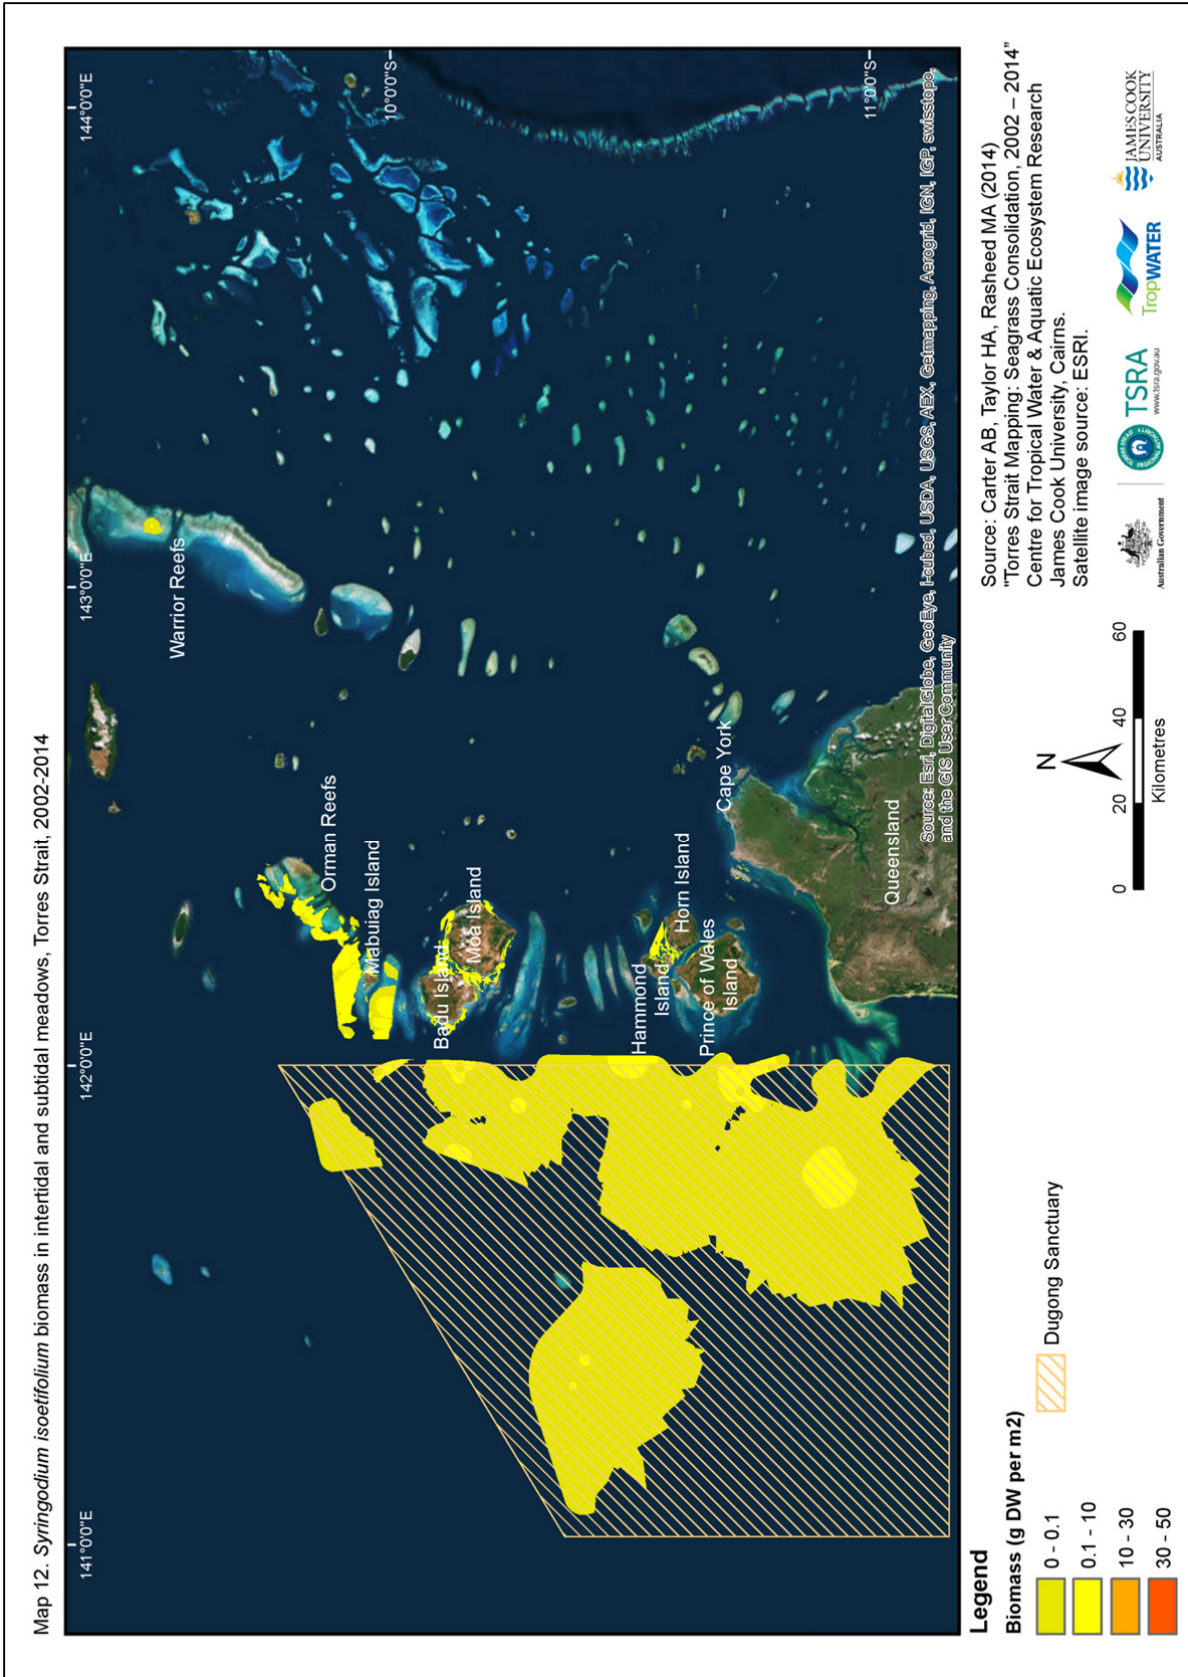 Map 12. Syringodium isoetifolium biomass in intertidal and subtidal meadows, Torres Strait, 2002-2014
141°0'0"E
142°0'0"E
143°0'0"E
144°0'0"E
10°0'0"S
11°0'0"S
Warrior Reefs
Orman Reefs
Mabuiag Island
Badu Island
Moa Island
Hammond
Island
Horn Island
Prince of Wales
Island
Cape York
Queensland
Source: Esri, DigitalGlobe, GeoEye, i-cubed, USDA, USGS, AEX, Getmapping, Aerogrid, IGN, IGP, swisstopo,
and the GIS User Community
Legend
Biomass (g DW per m2)
0 - 0.1
0.1 - 10
10 - 30
30 - 50
Dugong Sanctuary
N
0 20 40 60
Kilometres
Source: Carter AB, Taylor HA, Rasheed MA (2014)
"Torres Strait Mapping: Seagrass Consolidation, 2002 – 2014"
Centre for Tropical Water & Aquatic Ecosystem Research
James Cook University, Cairns.
Satellite image source: ESRI.
Australian Government
TSRA
www.tsra.gov.au
TropWATER
JAMES COOK
UNIVERSITY
AUSTRALIA